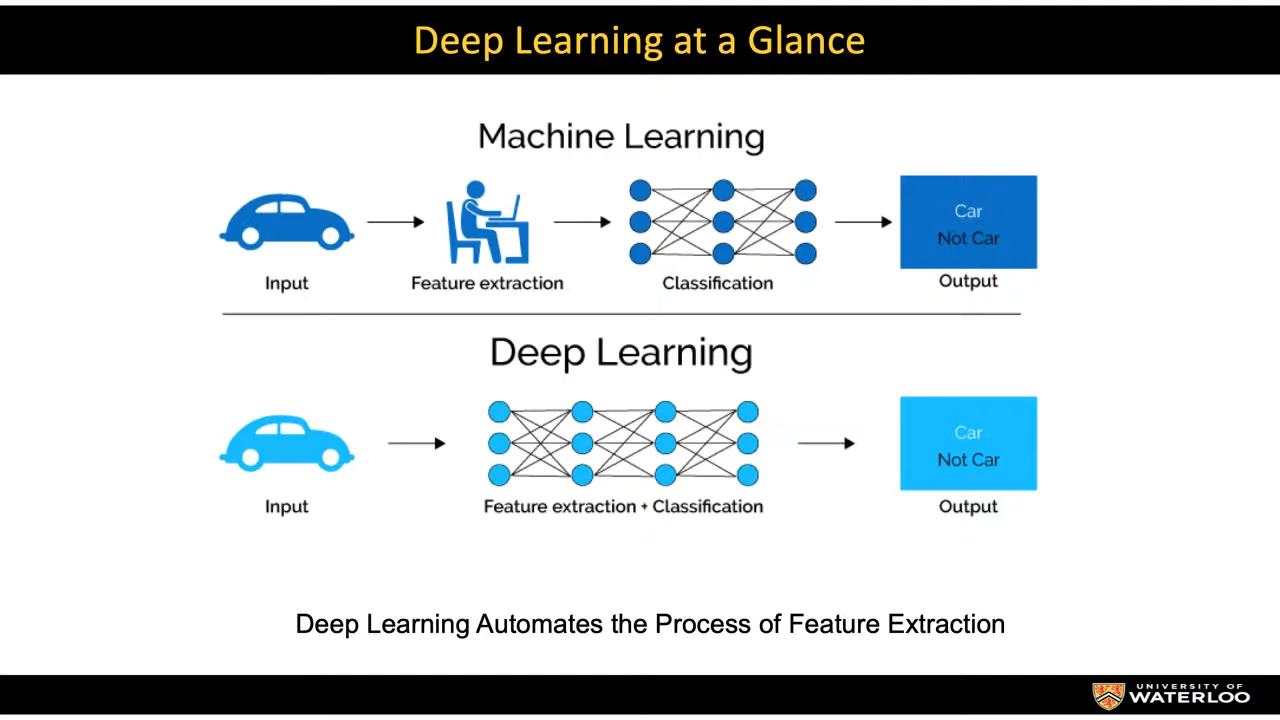 Deep Learning at a Glance
Machine Learning
Car
Not Car
Input
Feature extraction
Classification
Output
Deep Learning
Car
Not Car
Input
Feature extraction + Classification
Output
Deep Learning Automates the Process of Feature Extraction
UNIVERSITY OF
WATERLOO